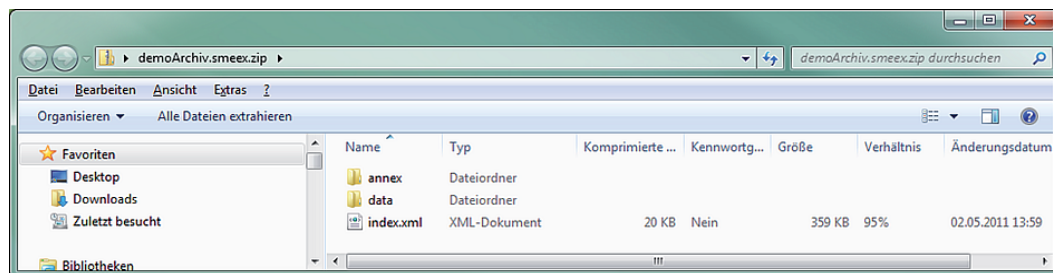 demoArchiv.smeex.zip
demoArchiv.smeex.zip durchsuchen
Datei Bearbeiten Ansicht Extras ?
Organisieren Alle Dateien extrahieren
Favoriten
Desktop
Downloads
Zuletzt besucht
Bibliotheken
Name Typ Komprimierte ... Kennwortg... Größe Verhältnis Änderungsdatum
annex Dateiordner
data Dateiordner
index.xml XML-Dokument 20 KB Nein 359 KB 95% 02.05.2011 13:59